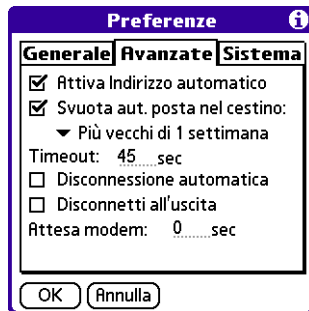 Preferenze
Generale Avanzate Sistema
Attiva Indirizzo automatico
Svuota aut. posta nel cestino:
Più vecchi di 1 settimana
Timeout: 45 sec
Disconnessione automatica
Disconnetti all'uscita
Attesa modem: 0 sec
OK Annulla